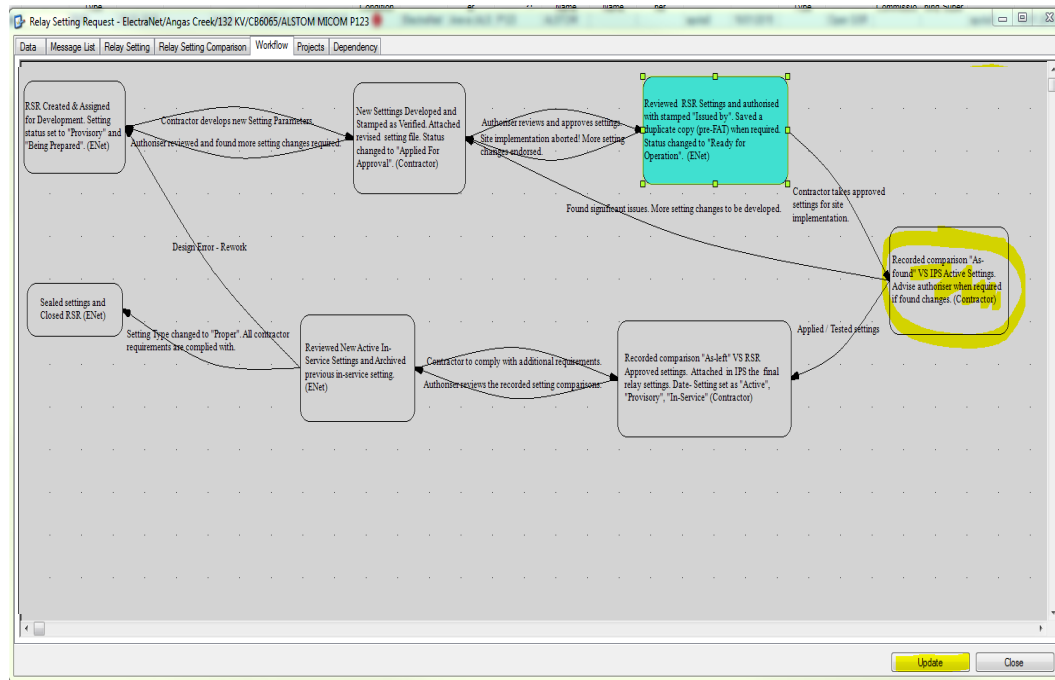 Relay Setting Request - ElectraNet/Angas Creek/132 KV/CB6065/ALSTOM MICOM P123
Data Message List Relay Setting Relay Setting Comparison Workflow Projects Dependency
RSR Created & Assigned
for Development. Setting
status set to "Provisory" and
"Being Prepared". (ENet)
Contractor develops new Setting Parameters.
Authoriser reviewed and found more setting changes required.
New Setttings Developed and
Stamped as Verified. Attached
revised setting file. Status
changed to "Applied For
Approval". (Contractor)
Authoriser reviews and approves settings.
Site implementation aborted! More setting
changes endorsed.
Reviewed RSR Settings and authorised
with stamped "Issued by". Saved a
duplicate copy (pre-FAT) when required.
Status changed to "Ready for
Operation". (ENet)
Contractor takes approved
settings for site
implementation.
Found significant issues. More setting changes to be developed.
Design Error - Rework
Recorded comparison "As-
found" VS IPS Active Settings.
Advise authoriser when required
if found changes. (Contractor)
Sealed settings and
Closed RSR (ENet)
Setting Type changed to "Proper". All contractor
requirements are complied with.
Reviewed New Active In-
Service Settings and Archived
previous in-service setting.
(ENet)
Contractor to comply with additional requirements.
Authoriser reviews the recorded setting comparisons.
Recorded comparison "As-left" VS RSR
Approved settings. Attached in IPS the final
relay settings. Date- Setting set as "Active",
"Provisory", "In-Service" (Contractor)
Applied / Tested settings
Update Close